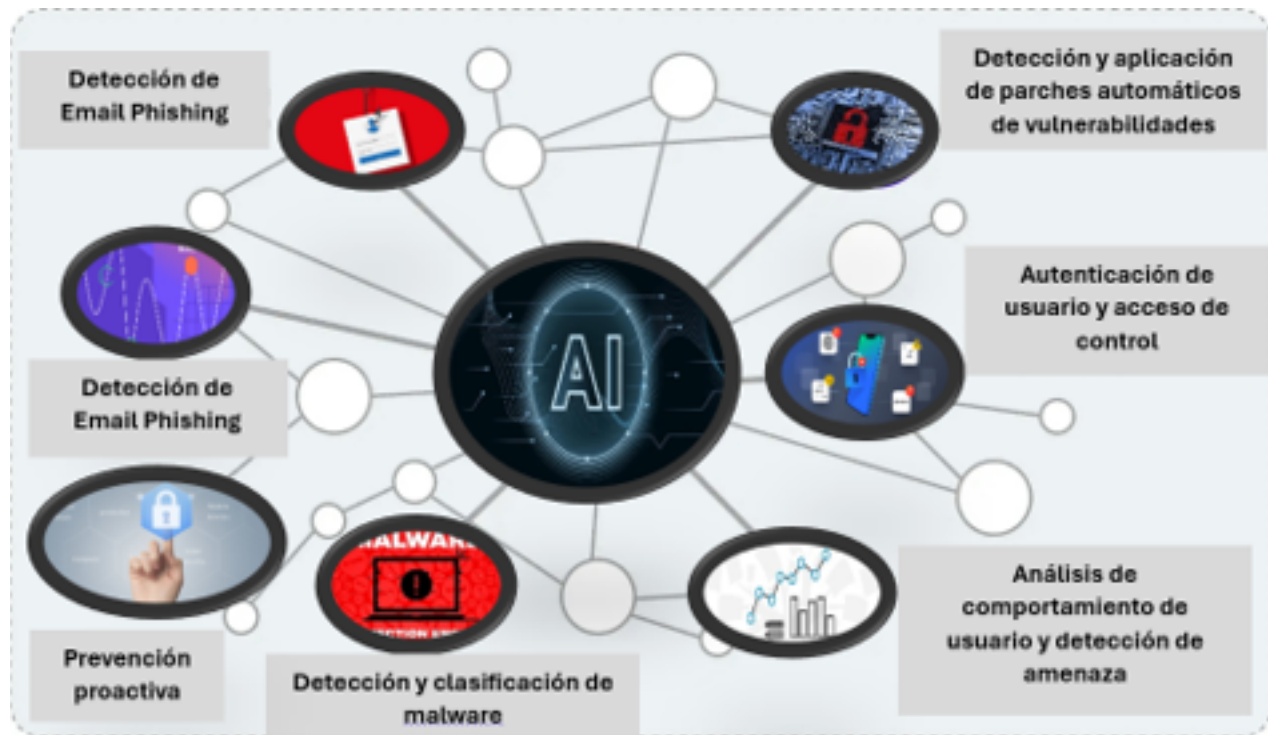 Detección de
Email Phishing
Detección y aplicación
de parches automáticos
de vulnerabilidades
Autenticación de
usuario y acceso de
control
AI
Detección de
Email Phishing
Prevención
proactiva
MALWARE
Detección y clasificación de
malware
Análisis de
comportamiento de
usuario y detección de
amenaza